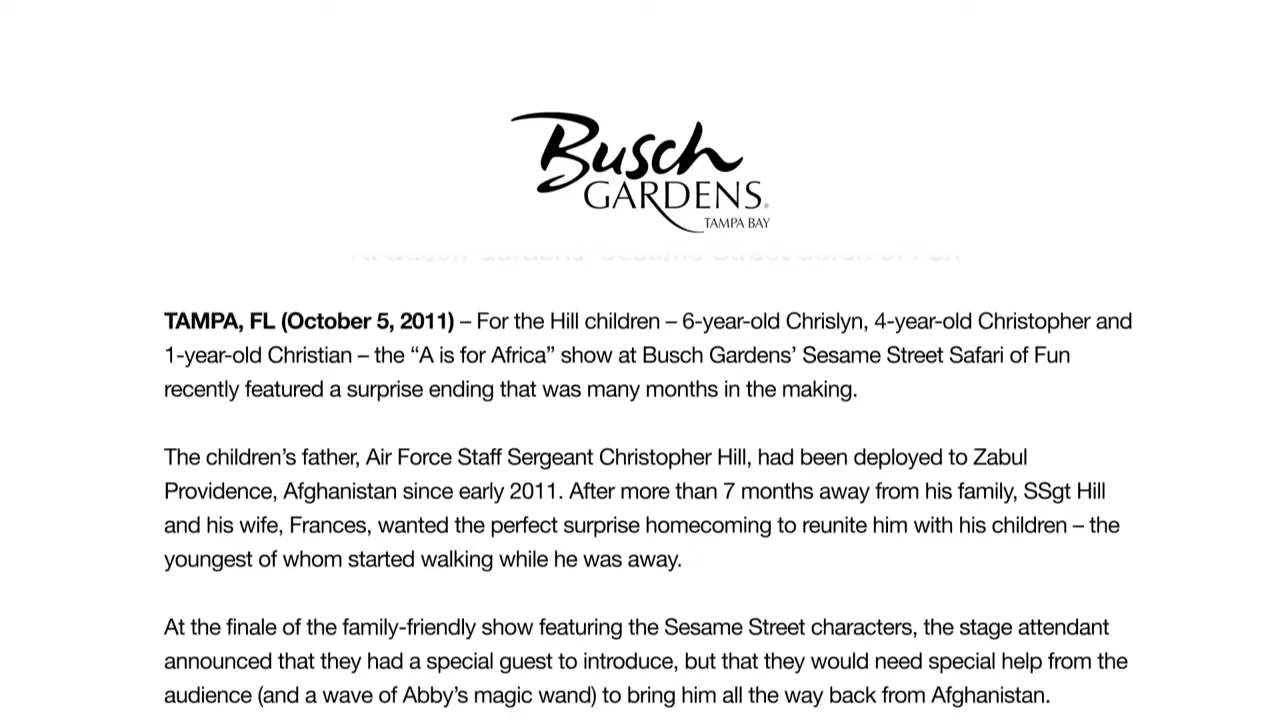 Busch
GARDENS®
TAMPA BAY
At Busch Gardens' Sesame Street Safari of Fun
TAMPA, FL (October 5, 2011) – For the Hill children – 6-year-old Chrislyn, 4-year-old Christopher and
1-year-old Christian – the “A is for Africa” show at Busch Gardens’ Sesame Street Safari of Fun
recently featured a surprise ending that was many months in the making.
The children’s father, Air Force Staff Sergeant Christopher Hill, had been deployed to Zabul
Providence, Afghanistan since early 2011. After more than 7 months away from his family, SSgt Hill
and his wife, Frances, wanted the perfect surprise homecoming to reunite him with his children – the
youngest of whom started walking while he was away.
At the finale of the family-friendly show featuring the Sesame Street characters, the stage attendant
announced that they had a special guest to introduce, but that they would need special help from the
audience (and a wave of Abby’s magic wand) to bring him all the way back from Afghanistan.